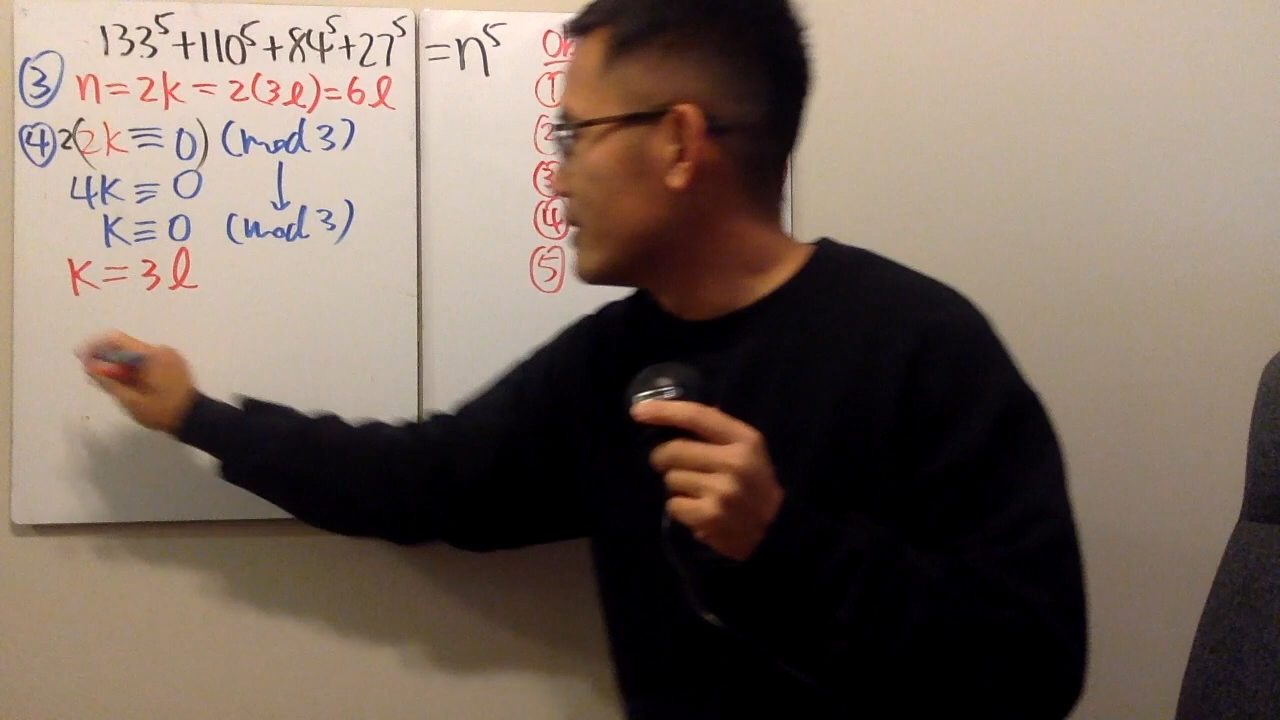 133⁵+110⁵+84⁵+27⁵ = n⁵
③ n=2k=2(3l)=6l
④ 2(2k≡0) (mod 3)
4k≡0 ↓
k≡0 (mod 3)
k=3l
①
②
③
④
⑤